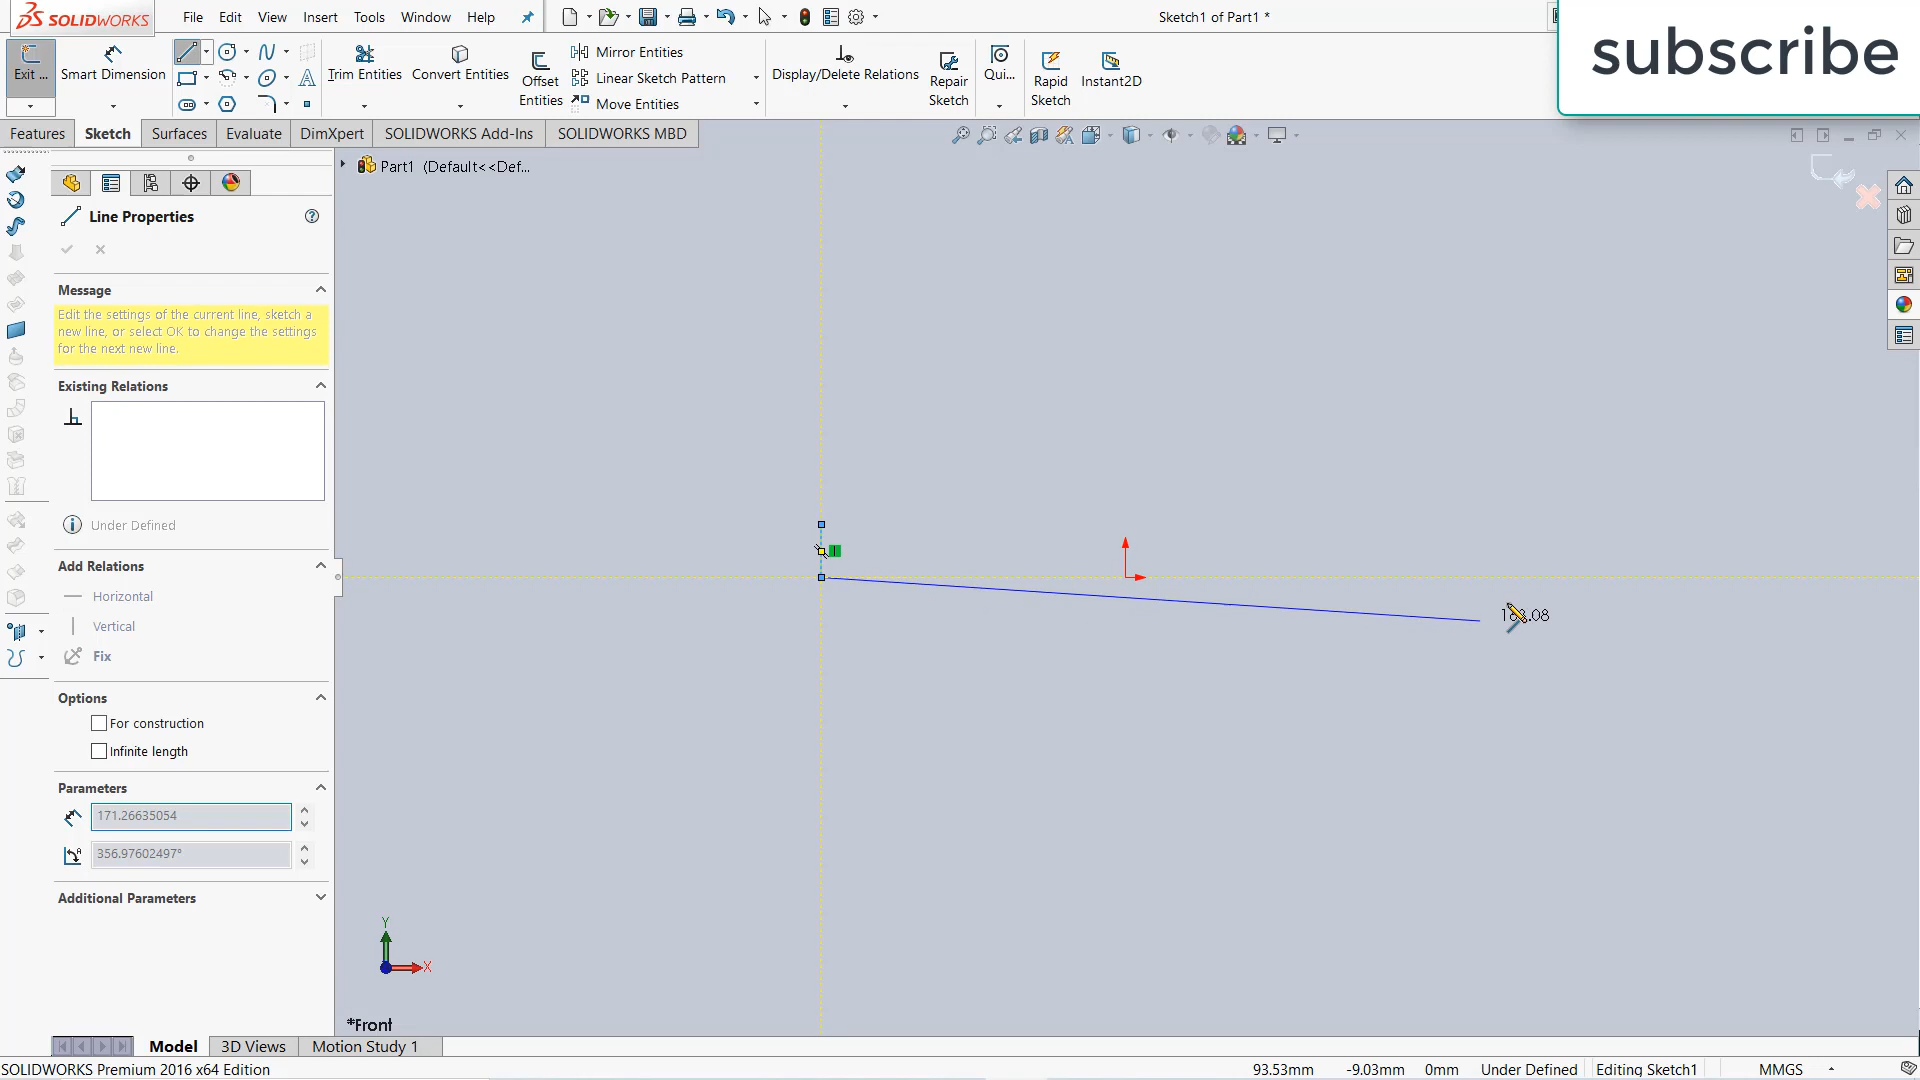 SOLIDWORKS
File Edit View Insert Tools Window Help
Sketch1 of Part1 *
subscribe
Exit ...
Smart Dimension
Trim Entities
Convert Entities
Offset Entities
Mirror Entities
Linear Sketch Pattern
Move Entities
Display/Delete Relations
Repair Sketch
Qui...
Rapid Sketch
Instant2D
Features Sketch Surfaces Evaluate DimXpert SOLIDWORKS Add-Ins SOLIDWORKS MBD
Part1 (Default<<Def...
Line Properties
Message
Edit the settings of the current line, sketch a
new line, or select OK to change the settings
for the next new line.
Existing Relations
Under Defined
Add Relations
Horizontal
Vertical
Fix
Options
For construction
Infinite length
Parameters
171.26635054
356.97602497°
Additional Parameters
Y
X
*Front
Model 3D Views Motion Study 1
SOLIDWORKS Premium 2016 x64 Edition
93.53mm -9.03mm 0mm Under Defined Editing Sketch1 MMGS